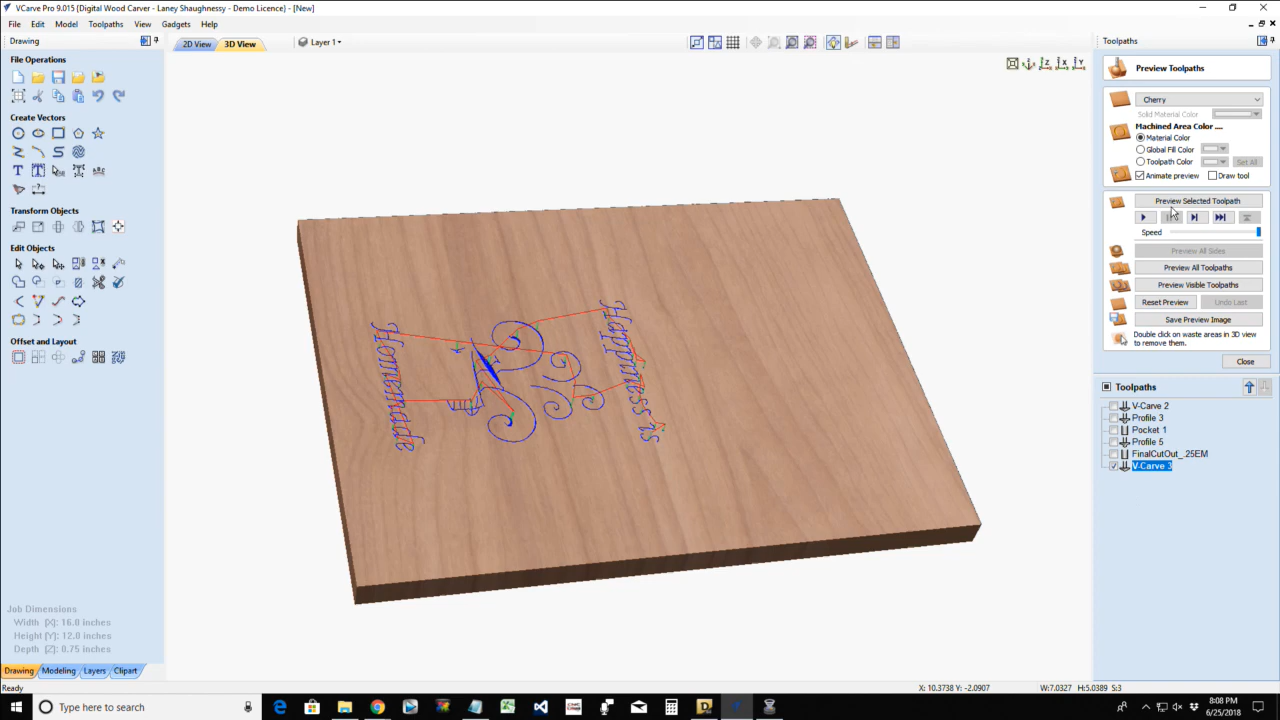 VCarve Pro 9.015 {Digital Wood Carver - Laney Shaughnessy - Demo Licence} - [New]
File Edit Model Toolpaths View Gadgets Help
Drawing
2D View 3D View Layer 1
Toolpaths
File Operations
Create Vectors
Transform Objects
Edit Objects
Offset and Layout
Job Dimensions
Width (X): 16.0 inches
Height (Y): 12.0 inches
Depth (Z): 0.75 inches
Drawing Modeling Layers Clipart
Happiness is
Homemade
Preview Toolpaths
Cherry
Solid Material Color
Machined Area Color ....
Material Color
Global Fill Color
Toolpath Color Set All
Animate preview Draw tool
Preview Selected Toolpath
Speed
Preview All Sides
Preview All Toolpaths
Preview Visible Toolpaths
Reset Preview Undo Last
Save Preview Image
Double click on waste areas in 3D view
to remove them.
Close
Toolpaths
V-Carve 2
Profile 3
Pocket 1
Profile 5
FinalCutOut_.25EM
V-Carve 3
Ready
X: 10.3738 Y: -2.0907 W:7.0327 H:5.0389 S:3
Type here to search
8:08 PM
6/25/2018